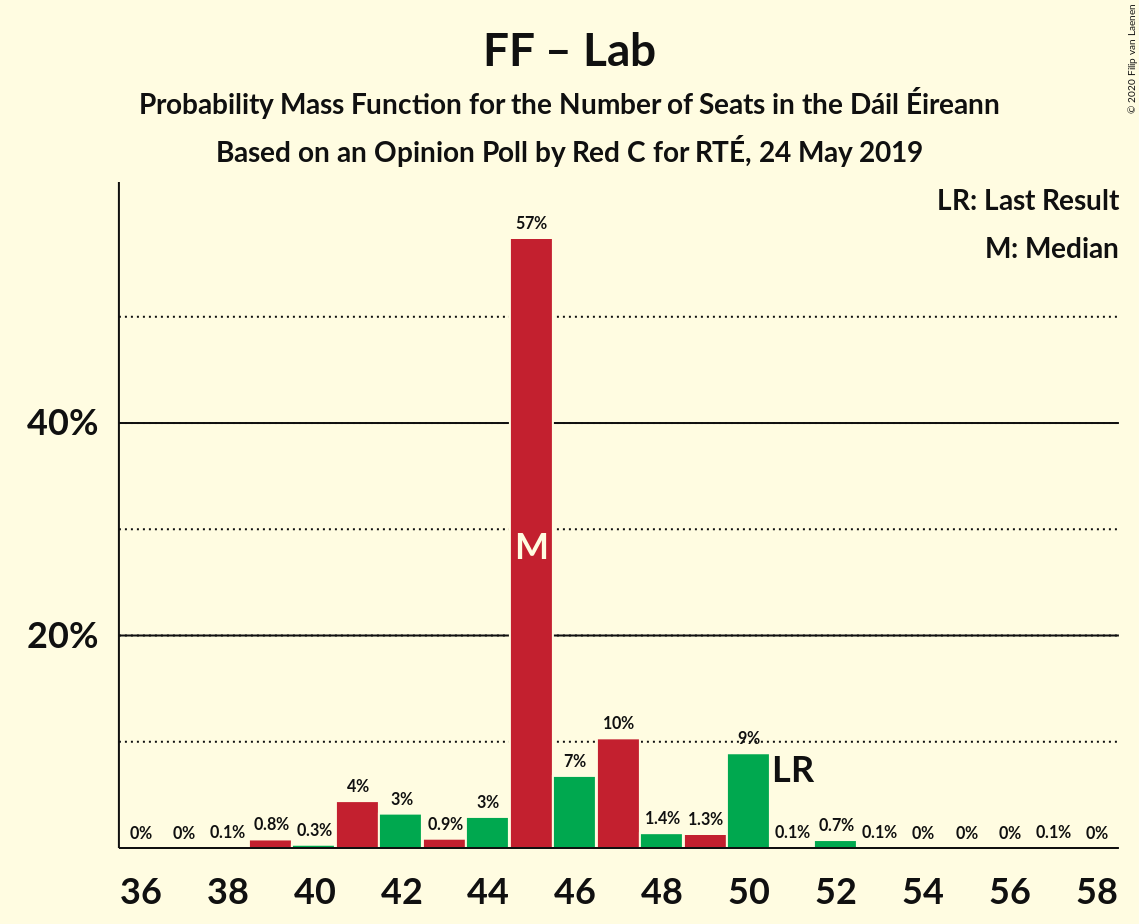 FF – Lab
Probability Mass Function for the Number of Seats in the Dáil Éireann
Based on an Opinion Poll by Red C for RTÉ, 24 May 2019
© 2020 Filip van Laenen
LR: Last Result
M: Median
40%
20%
0% 0% 0.1% 0.8% 0.3% 4% 3% 0.9% 3% 57% 7% 10% 1.4% 1.3% 9% 0.1% 0.7% 0.1% 0% 0% 0% 0.1% 0%
M
LR
36 38 40 42 44 46 48 50 52 54 56 58